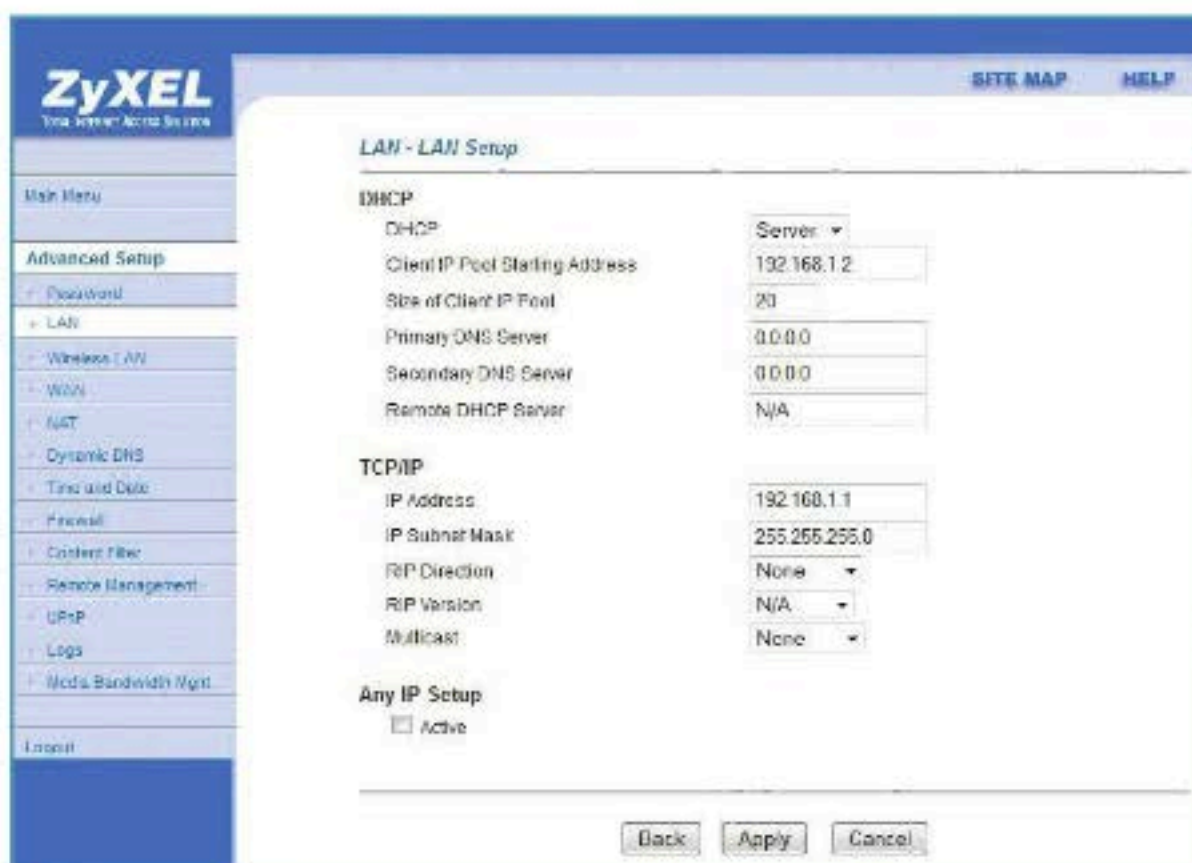 ZyXEL
TOTAL INTERNET ACCESS SOLUTION
SITE MAP HELP
Main Menu
Advanced Setup
Password
LAN
Wireless LAN
WAN
NAT
Dynamic DNS
Time and Date
Firewall
Content Filter
Remote Management
UPnP
Logs
Media Bandwidth Mgnt
Logout
LAN - LAN Setup
DHCP
DHCP Server
Client IP Pool Starting Address 192.168.1.2
Size of Client IP Pool 20
Primary DNS Server 0.0.0.0
Secondary DNS Server 0.0.0.0
Remote DHCP Server N/A
TCP/IP
IP Address 192.168.1.1
IP Subnet Mask 255.255.255.0
RIP Direction None
RIP Version N/A
Multicast None
Any IP Setup
Active
Back Apply Cancel